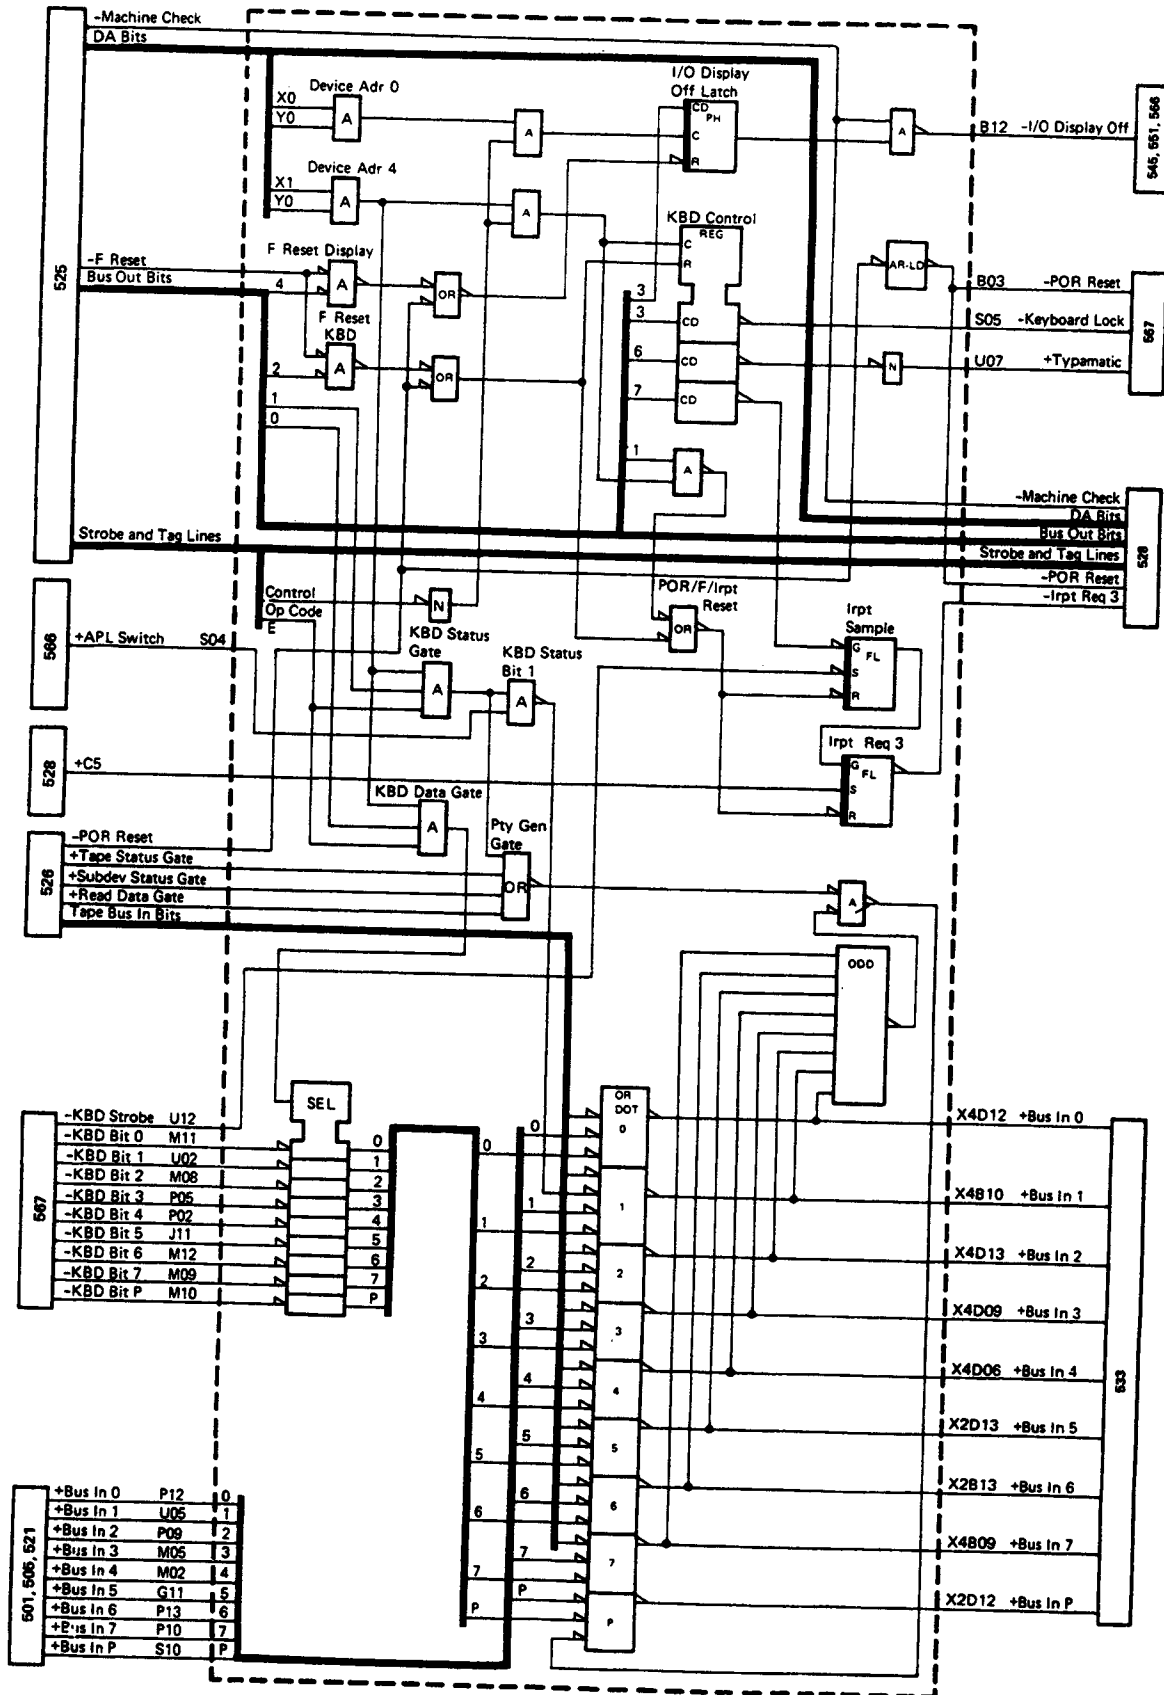 -Machine Check
DA Bits
Device Adr 0
X0
Y0
A
A
I/O Display
Off Latch
CD
PH
C
R
A
B12 -I/O Display Off
545, 551, 566
Device Adr 4
X1
Y0
A
A
KBD Control
REG
C
R
525
-F Reset
Bus Out Bits
F Reset Display
4
A
OR
AR-LD
B03 -POR Reset
3
3
CD
S05 -Keyboard Lock
567
F Reset
KBD
2
A
OR
6
CD
N
U07 +Typamatic
7
CD
1
0
1
A
-Machine Check
DA Bits
Bus Out Bits
Strobe and Tag Lines
-POR Reset
-Irpt Req 3
528
Strobe and Tag Lines
Control
Op Code
E
N
POR/F/Irpt
Reset
OR
Irpt
Sample
G
FL
S
R
566
+APL Switch S04
KBD Status
Gate
A
KBD Status
Bit 1
A
Irpt Req 3
G
FL
S
R
528
+C5
KBD Data Gate
A
Pty Gen
Gate
OR
526
-POR Reset
+Tape Status Gate
+Subdev Status Gate
+Read Data Gate
Tape Bus In Bits
A
ODD
SEL
567
-KBD Strobe U12
-KBD Bit 0 M11
-KBD Bit 1 U02
-KBD Bit 2 M08
-KBD Bit 3 P05
-KBD Bit 4 P02
-KBD Bit 5 J11
-KBD Bit 6 M12
-KBD Bit 7 M09
-KBD Bit P M10
0
1
2
3
4
5
6
7
P
0
1
2
3
4
5
6
7
P
0
1
2
3
4
5
6
7
P
OR
DOT
0
1
2
3
4
5
6
7
P
X4D12 +Bus In 0
X4B10 +Bus In 1
X4D13 +Bus In 2
X4D09 +Bus In 3
X4D06 +Bus In 4
X2D13 +Bus In 5
X2B13 +Bus In 6
X4B09 +Bus In 7
X2D12 +Bus In P
533
501, 505, 521
+Bus In 0 P12 0
+Bus In 1 U05 1
+Bus In 2 P09 2
+Bus In 3 M05 3
+Bus In 4 M02 4
+Bus In 5 G11 5
+Bus In 6 P13 6
+Bus In 7 P10 7
+Bus In P S10 P